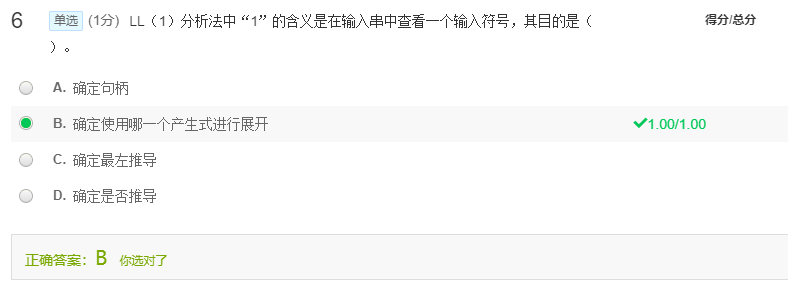 6 单选 (1分) LL（1）分析法中“1”的含义是在输入串中查看一个输入符号，其目的是（ 得分/总分
）。
A. 确定句柄
B. 确定使用哪一个产生式进行展开 1.00/1.00
C. 确定最左推导
D. 确定是否推导
正确答案：B 你选对了